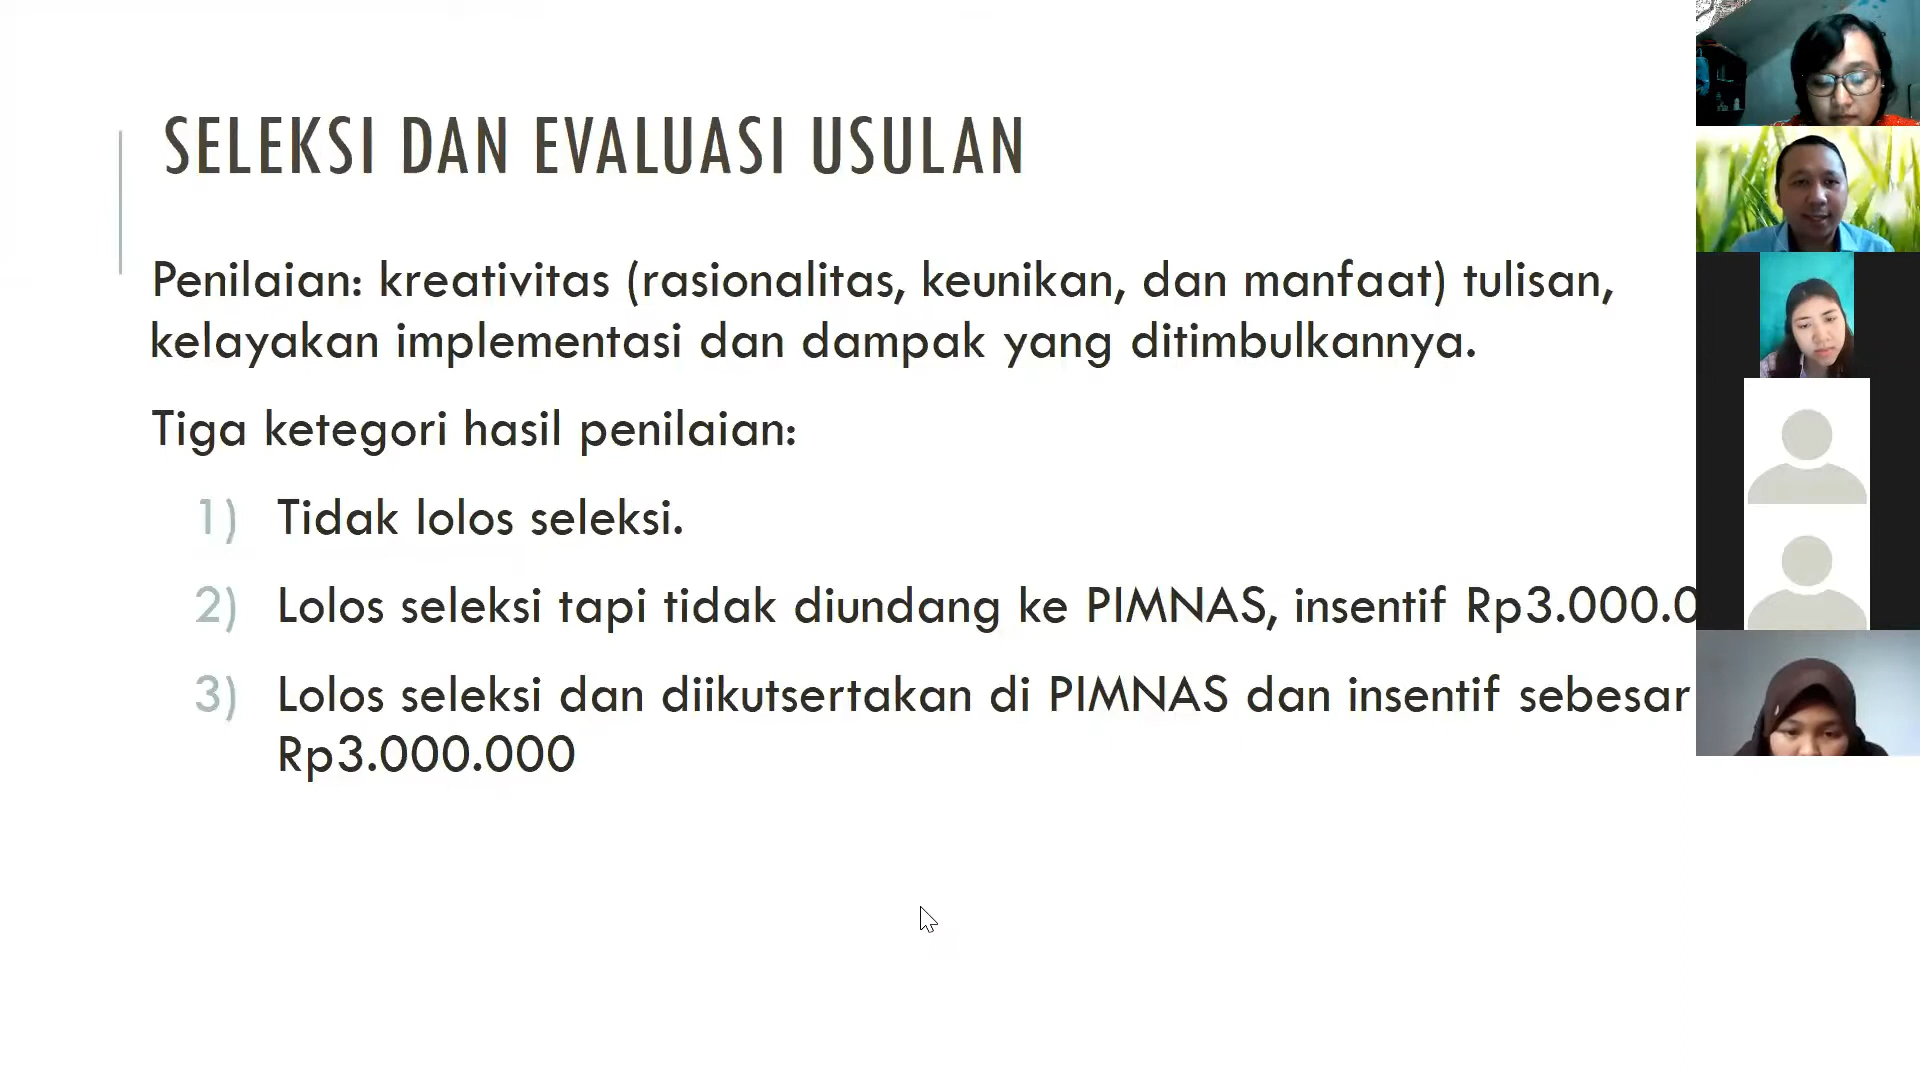 SELEKSI DAN EVALUASI USULAN
Penilaian: kreativitas (rasionalitas, keunikan, dan manfaat) tulisan,
kelayakan implementasi dan dampak yang ditimbulkannya.
Tiga ketegori hasil penilaian:
1) Tidak lolos seleksi.
2) Lolos seleksi tapi tidak diundang ke PIMNAS, insentif Rp3.000.0
3) Lolos seleksi dan diikutsertakan di PIMNAS dan insentif sebesar
Rp3.000.000